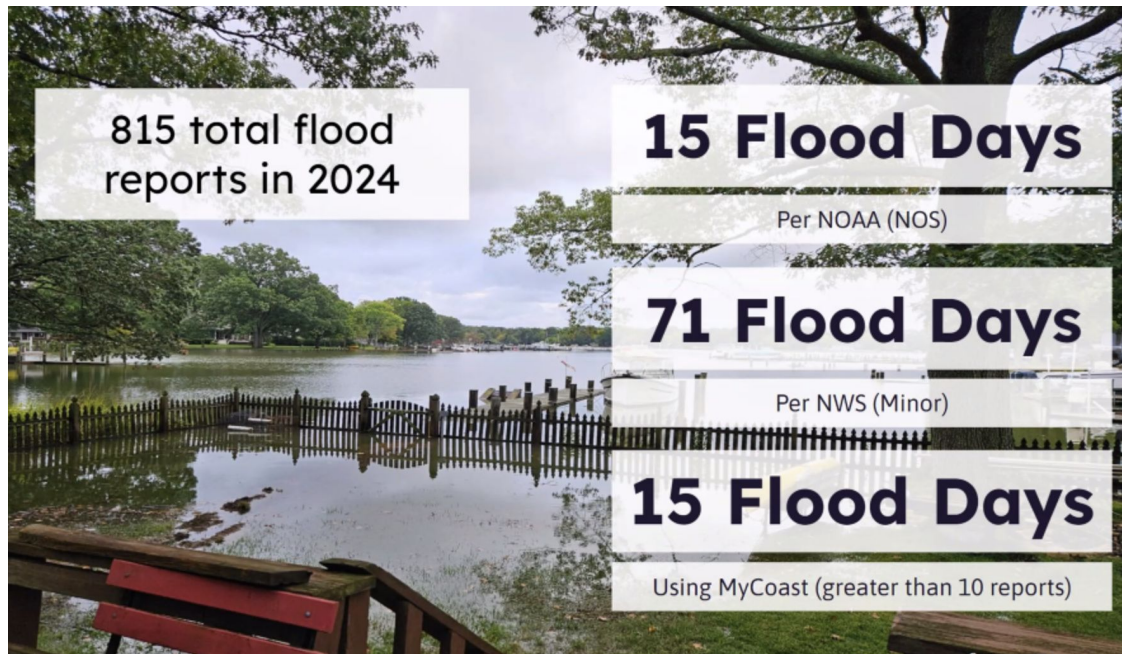 815 total flood
reports in 2024
15 Flood Days
Per NOAA (NOS)
71 Flood Days
Per NWS (Minor)
15 Flood Days
Using MyCoast (greater than 10 reports)